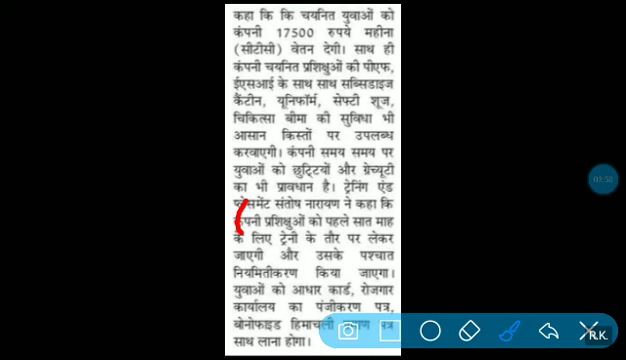 कहा कि कि चयनित युवाओं को
कंपनी 17500 रुपये महीना
(सीटीसी) वेतन देगी। साथ ही
कंपनी चयनित प्रशिक्षुओं की पीएफ,
ईएसआई के साथ साथ सब्सिडाइज
कैंटीन, यूनिफॉर्म, सेफ्टी शूज,
चिकित्सा बीमा की सुविधा भी
आसान किस्तों पर उपलब्ध
करवाएगी। कंपनी समय समय पर
युवाओं को छुट्टियों और ग्रेच्यूटी
का भी प्रावधान है। ट्रेनिंग एंड
प्लेसमेंट संतोष नारायण ने कहा कि
कंपनी प्रशिक्षुओं को पहले सात माह
के लिए ट्रेनी के तौर पर लेकर
जाएगी और उसके पश्चात
नियमितीकरण किया जाएगा।
युवाओं को आधार कार्ड, रोजगार
कार्यालय का पंजीकरण पत्र,
बोनोफाइड हिमाचली पत्र
साथ लाना होगा।
02:52
R.K.